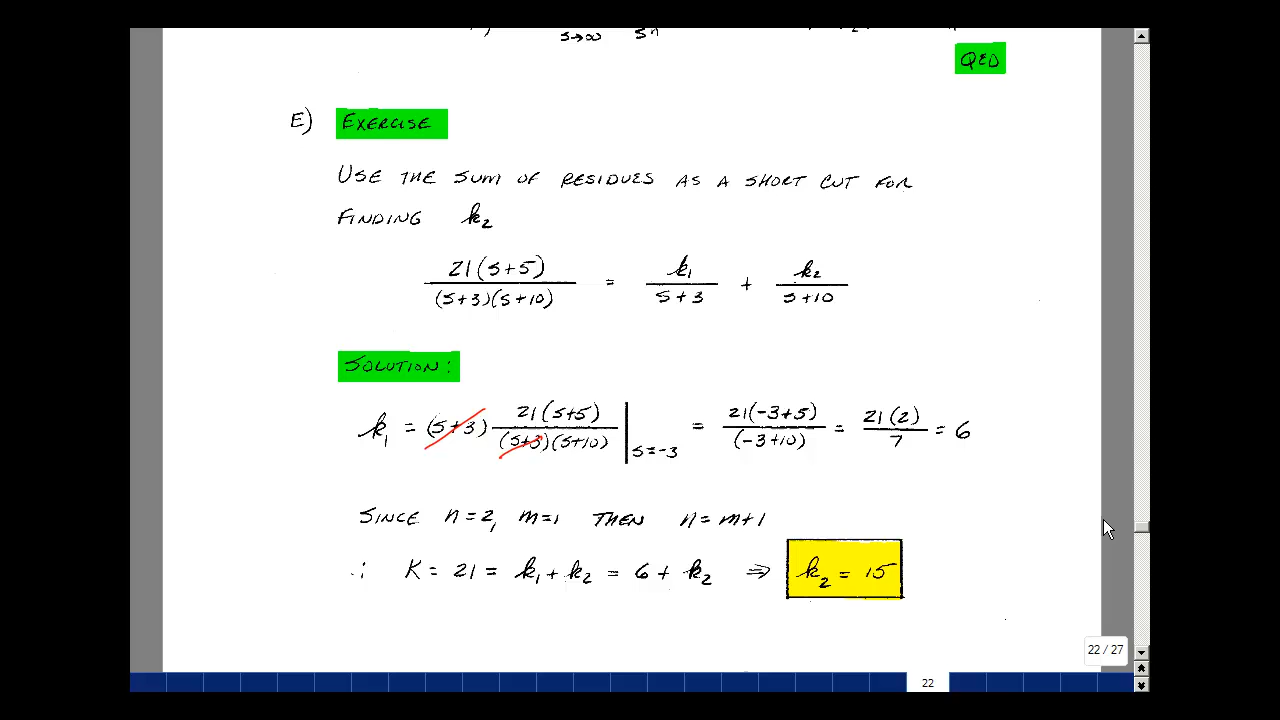 s→∞ sⁿ
QED
E) EXERCISE
USE THE SUM OF RESIDUES AS A SHORT CUT FOR
FINDING k₂
21(s+5) / (s+3)(s+10) = k₁ / s+3 + k₂ / s+10
SOLUTION:
k₁ = (s+3) 21(s+5) / (s+3)(s+10) | s=-3 = 21(-3+5) / (-3+10) = 21(2) / 7 = 6
SINCE n=2, m=1 THEN n=m+1
∴ K = 21 = k₁ + k₂ = 6 + k₂ ⇒ k₂ = 15
22 / 27
22